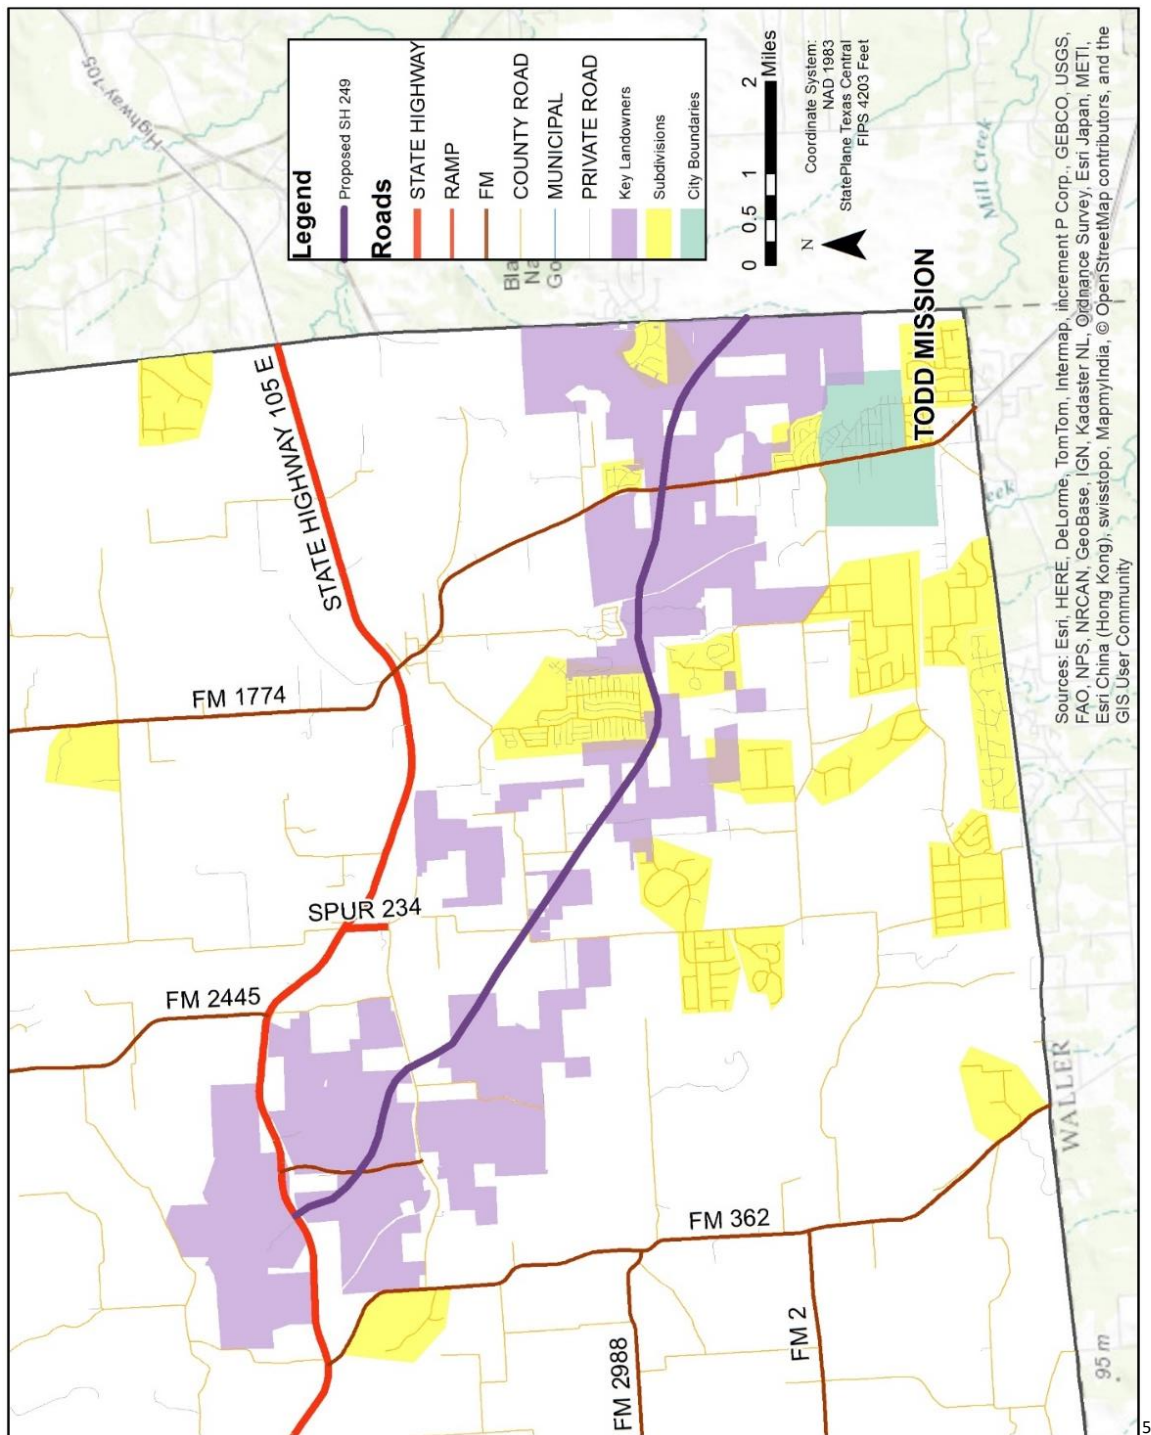 Highway 105
Legend
Proposed SH 249
Roads
STATE HIGHWAY
RAMP
FM
COUNTY ROAD
MUNICIPAL
PRIVATE ROAD
Key Landowners
Subdivisions
City Boundaries
0 0.5 1 2
Miles
N
Coordinate System:
NAD 1983
StatePlane Texas Central
FIPS 4203 Feet
Bla
Na
Go
Mill Creek
STATE HIGHWAY 105 E
FM 1774
SPUR 234
FM 2445
TODD MISSION
eek
FM 362
FM 2988
FM 2
WALLER
95 m
Sources: Esri, HERE, DeLorme, TomTom, Intermap, increment P Corp., GEBCO, USGS,
FAO, NPS, NRCAN, GeoBase, IGN, Kadaster NL, Ordnance Survey, Esri Japan, METI,
Esri China (Hong Kong), swisstopo, MapmyIndia, © OpenStreetMap contributors, and the
GIS User Community
5